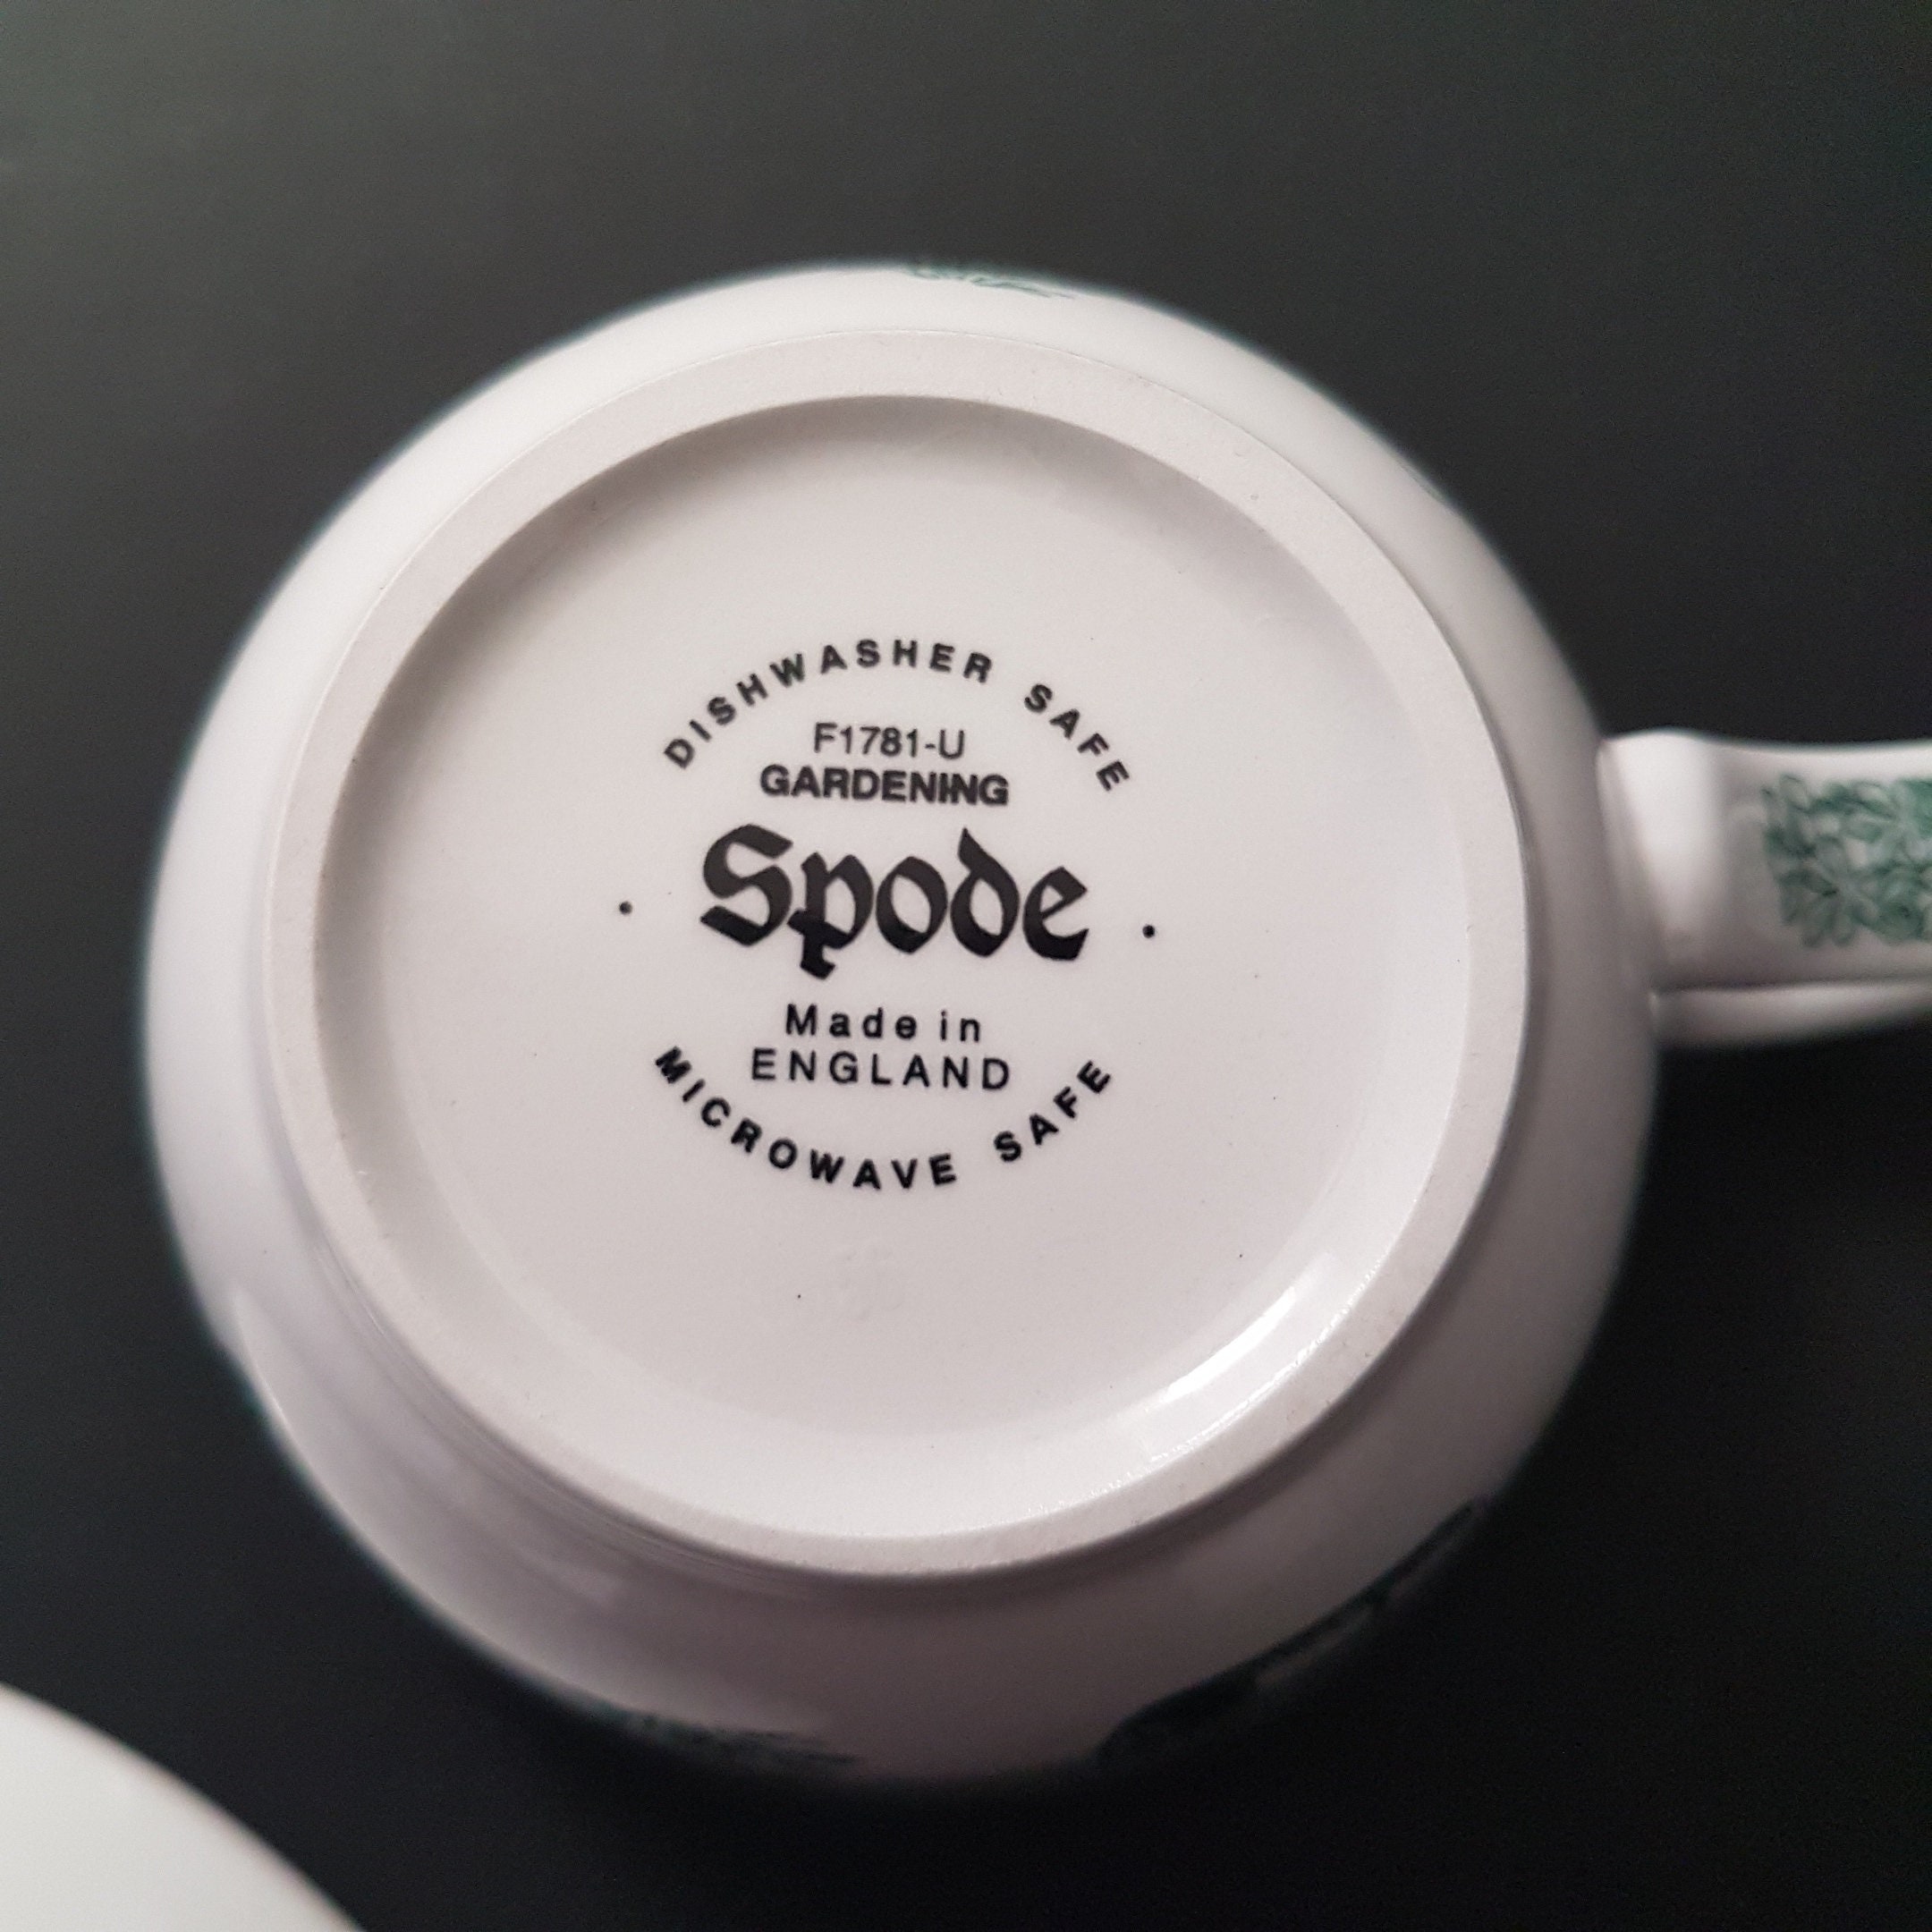 DISHWASHER SAFE
F1781-U
GARDENING
Spode
Made in
ENGLAND
MICROWAVE SAFE